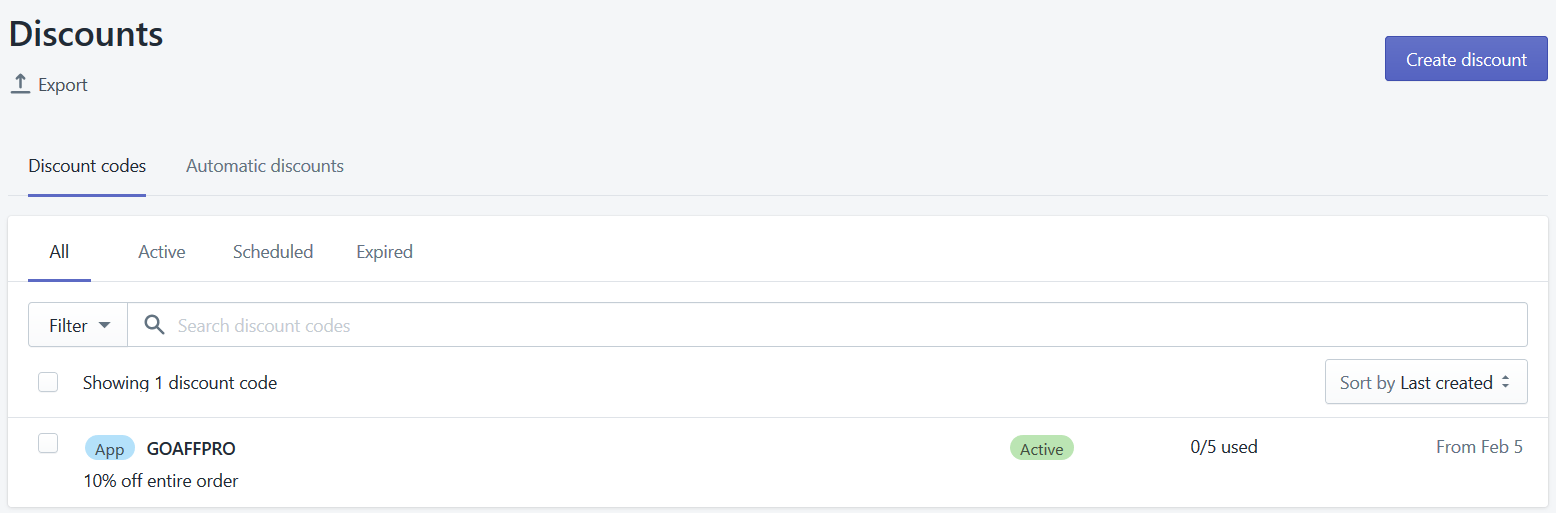 Discounts
Create discount
Export
Discount codes Automatic discounts
All Active Scheduled Expired
Filter Search discount codes
Showing 1 discount code Sort by Last created
App GOAFFPRO Active 0/5 used From Feb 5
10% off entire order